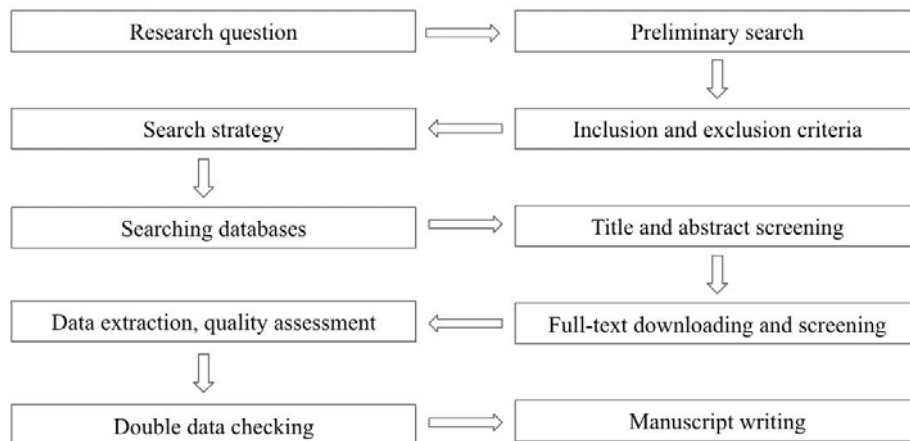 Research question
Preliminary search
Inclusion and exclusion criteria
Search strategy
Searching databases
Title and abstract screening
Full-text downloading and screening
Data extraction, quality assessment
Double data checking
Manuscript writing